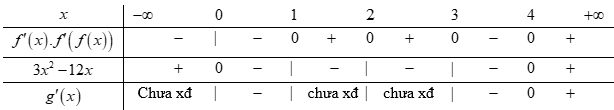 x −∞ 0 1 2 3 4 +∞
f′(x).f′(f(x)) − | − 0 + 0 + 0 − 0 +
3x² −12x + 0 − | − | − | − 0 +
g′(x) Chưa xđ | − | chưa xđ | chưa xđ | − 0 +